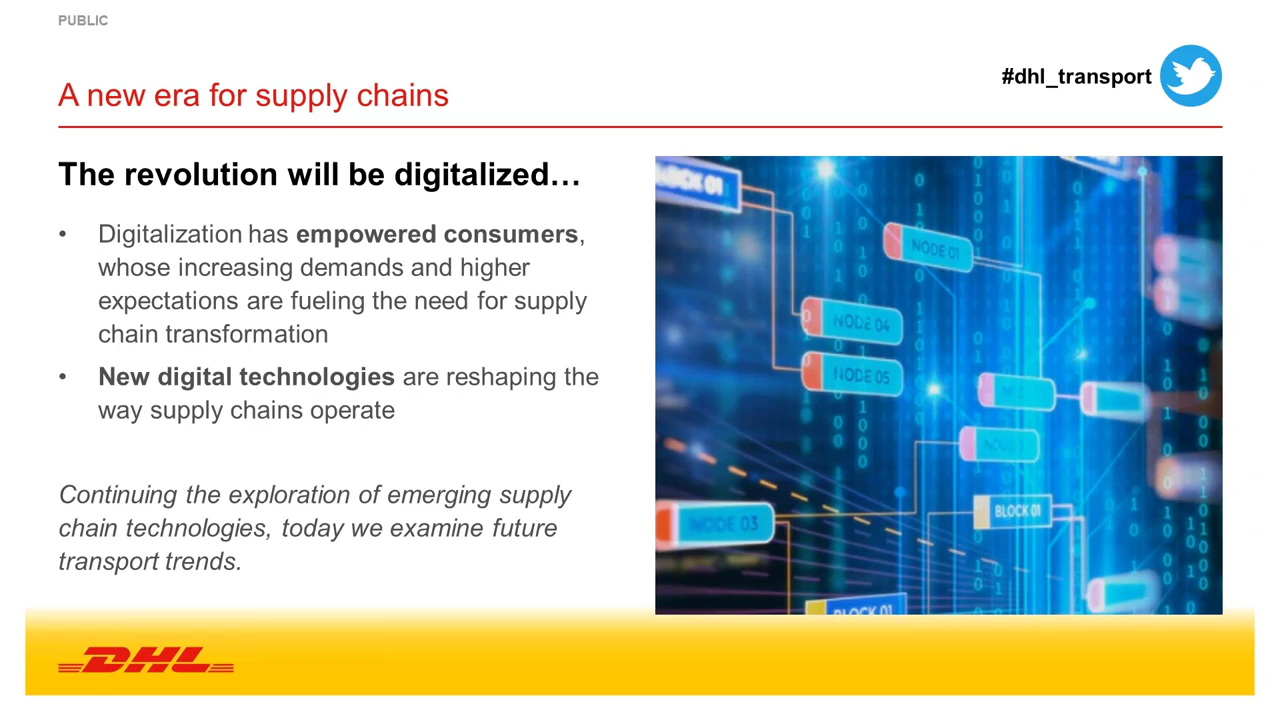 PUBLIC
#dhl_transport
A new era for supply chains
The revolution will be digitalized…
• Digitalization has empowered consumers,
whose increasing demands and higher
expectations are fueling the need for supply
chain transformation
• New digital technologies are reshaping the
way supply chains operate
Continuing the exploration of emerging supply
chain technologies, today we examine future
transport trends.
BLOCK 01
NODE 01
NODE 04
NODE 05
NODE 03
BLOCK 01
BLOCK 01
DHL